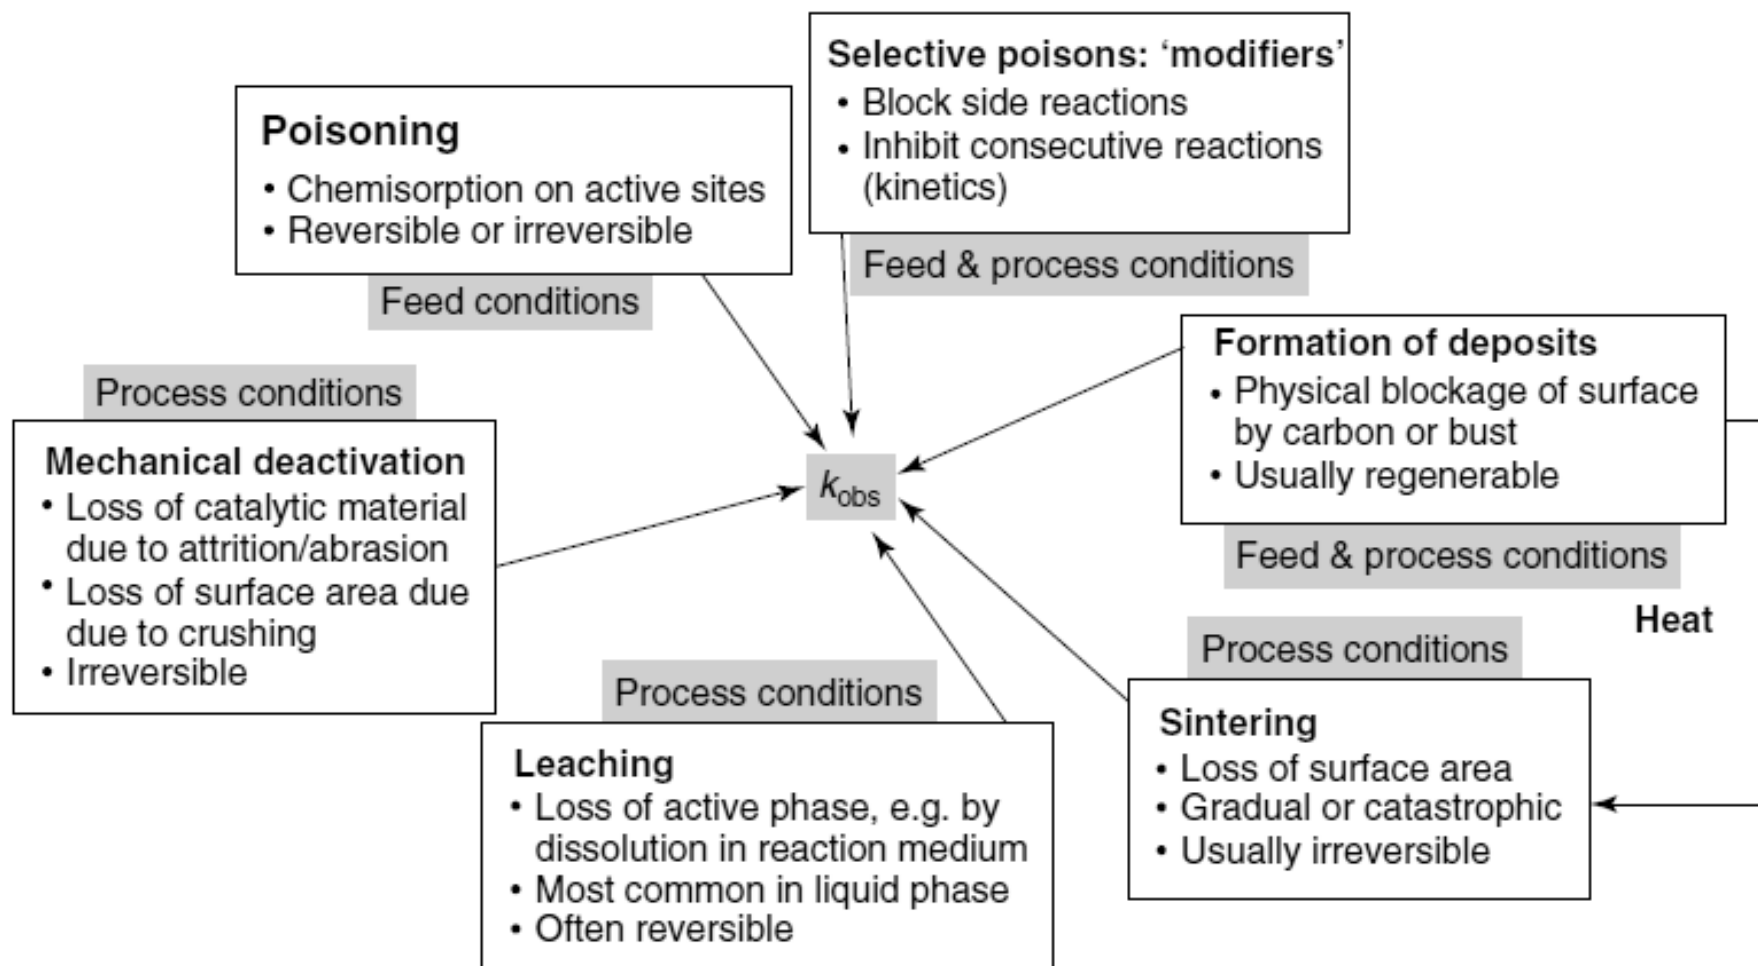 Selective poisons: ‘modifiers’
• Block side reactions
• Inhibit consecutive reactions
(kinetics)
Feed & process conditions
Poisoning
• Chemisorption on active sites
• Reversible or irreversible
Feed conditions
Formation of deposits
• Physical blockage of surface
by carbon or bust
• Usually regenerable
Feed & process conditions
Process conditions
Mechanical deactivation
• Loss of catalytic material
due to attrition/abrasion
• Loss of surface area due
due to crushing
• Irreversible
kobs
Heat
Process conditions
Sintering
• Loss of surface area
• Gradual or catastrophic
• Usually irreversible
Process conditions
Leaching
• Loss of active phase, e.g. by
dissolution in reaction medium
• Most common in liquid phase
• Often reversible